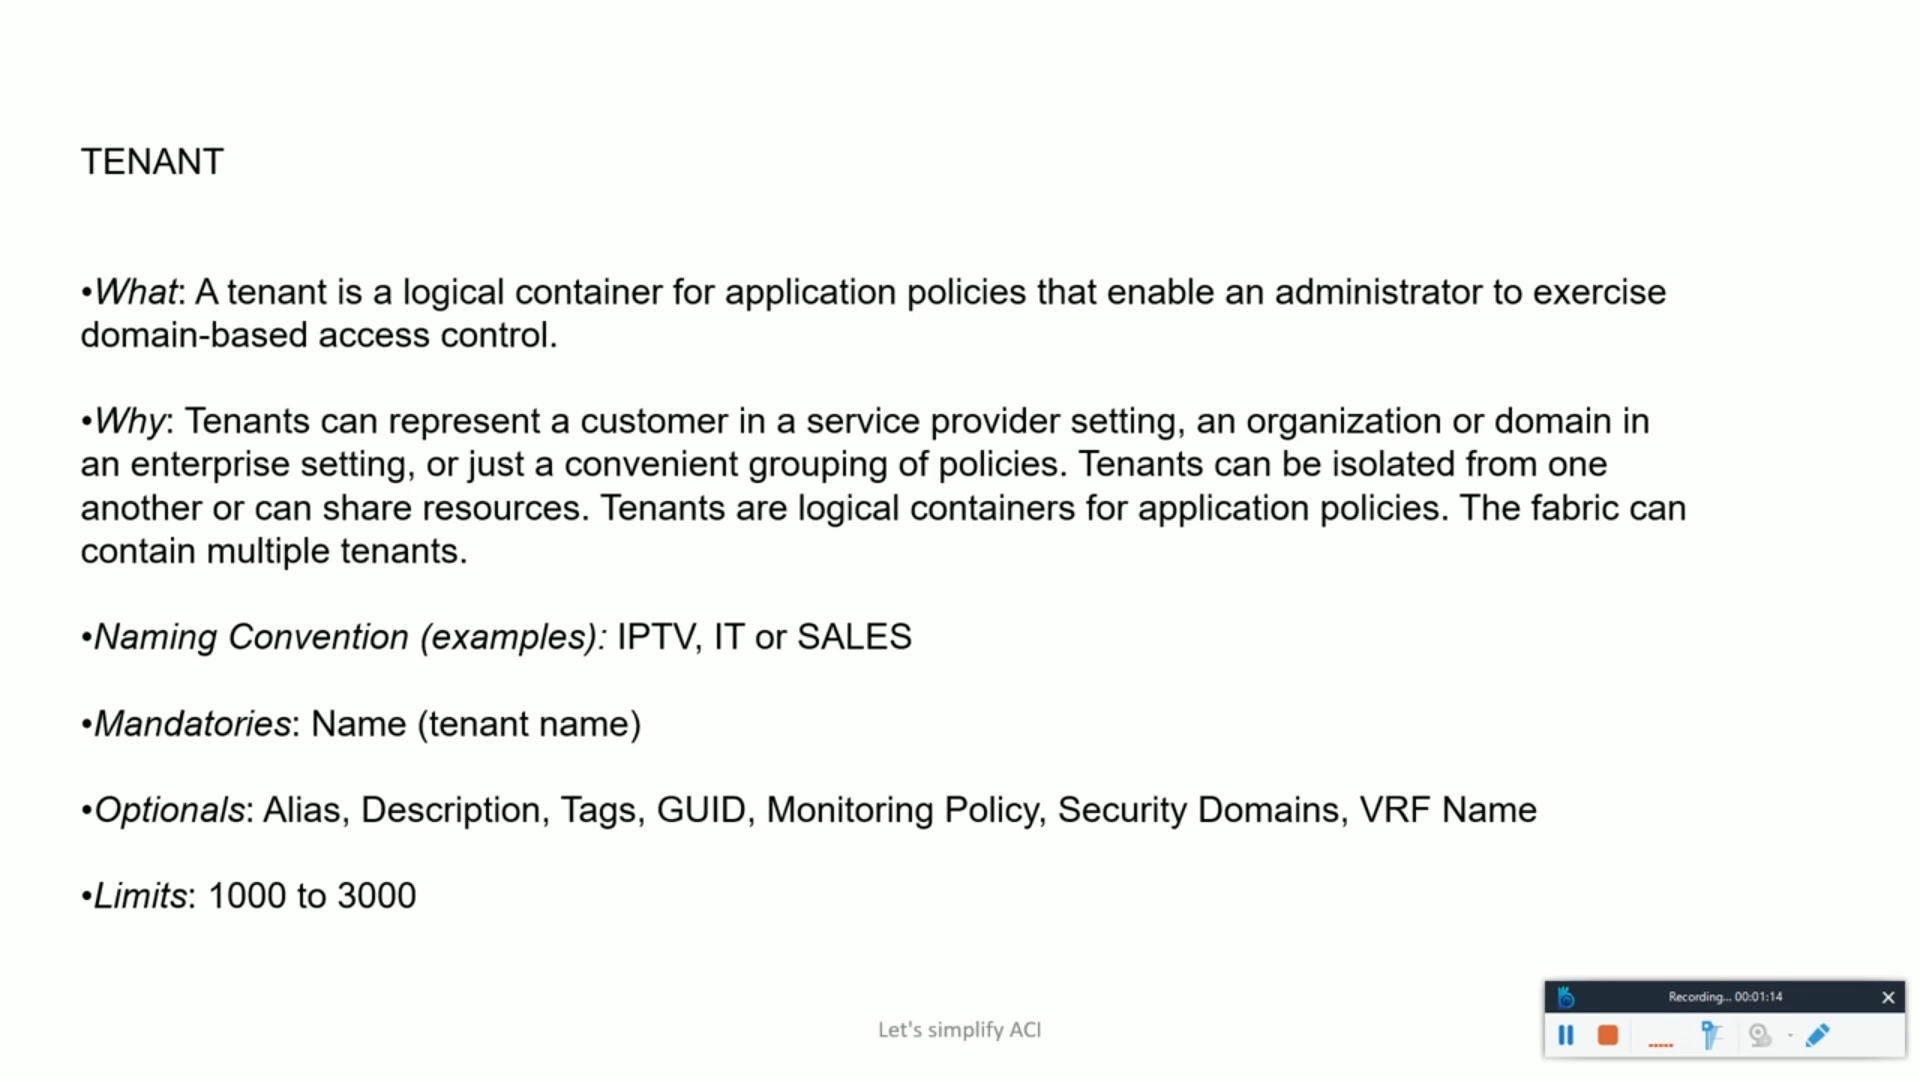 TENANT
•What: A tenant is a logical container for application policies that enable an administrator to exercise
domain-based access control.
•Why: Tenants can represent a customer in a service provider setting, an organization or domain in
an enterprise setting, or just a convenient grouping of policies. Tenants can be isolated from one
another or can share resources. Tenants are logical containers for application policies. The fabric can
contain multiple tenants.
•Naming Convention (examples): IPTV, IT or SALES
•Mandatories: Name (tenant name)
•Optionals: Alias, Description, Tags, GUID, Monitoring Policy, Security Domains, VRF Name
•Limits: 1000 to 3000
Let's simplify ACI
Recording... 00:01:14